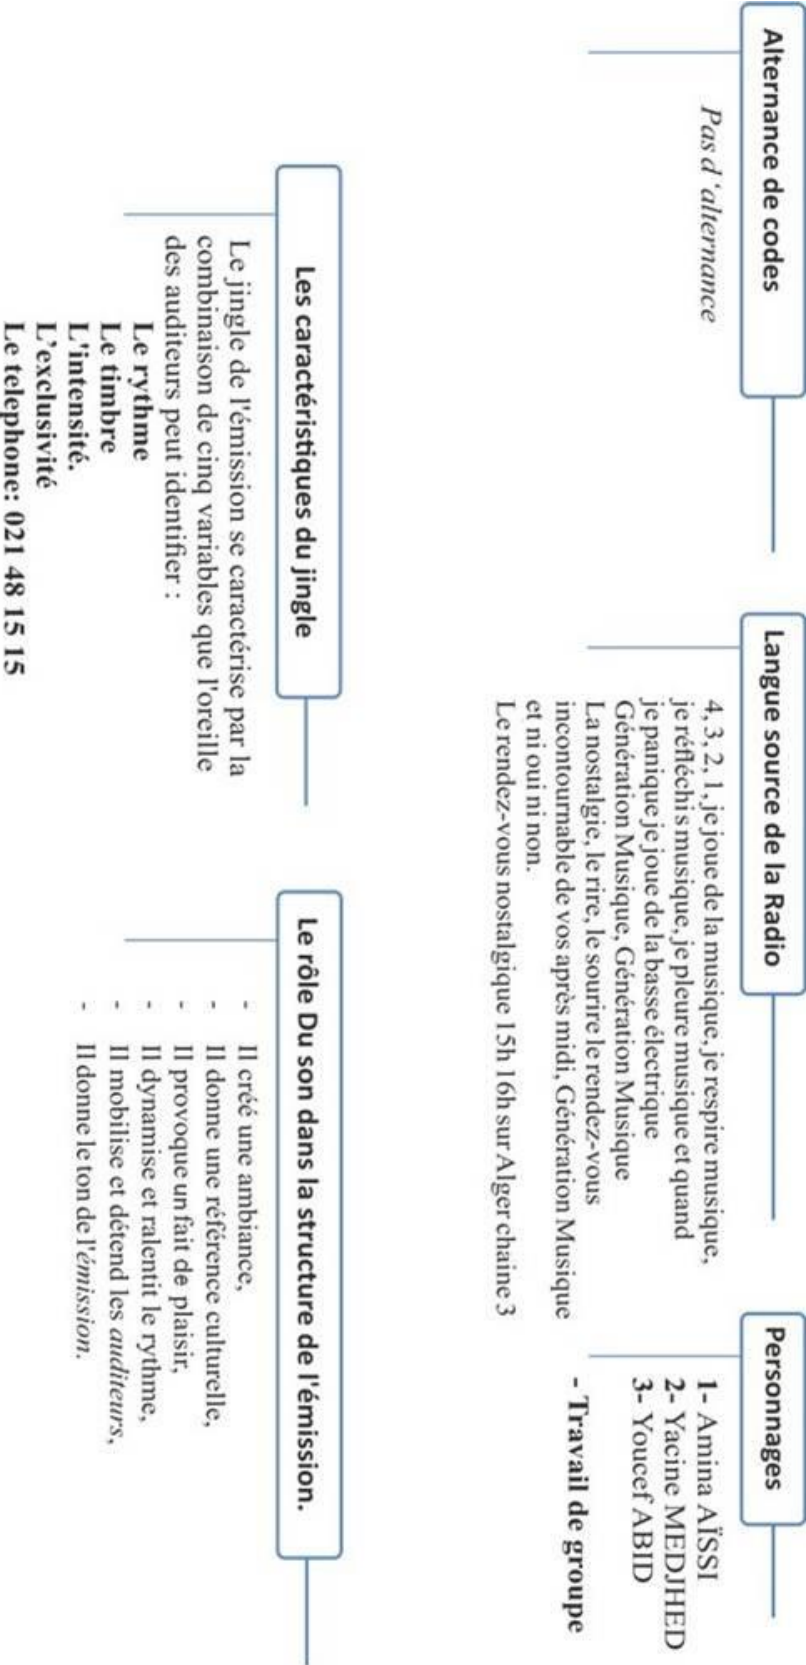 Alternance de codes
Pas d'alternance
Langue source de la Radio
4, 3, 2, 1, je joue de la musique, je respire musique,
je réfléchi s musique, je pleure musique et quand
je panique je joue de la basse électrique
Génération Musique, Génération Musique
La nostalgie, le rire, le sourire le rendez-vous
incontournable de vos après midi, Génération Musique
et ni oui ni non.
Le rendez-vous nostalgique 15h 16h sur Alger chaine 3
Personnages
1- Amina AÏSSI
2- Yacine MEDJHED
3- Youcef ABID
- Travail de groupe
Les caractéristiques du jingle
Le jingle de l'émission se caractérise par la
combinaison de cinq variables que l'oreille
des auditeurs peut identifier :
Le rythme
Le timbre
L'intensité.
L'exclusivité
Le telephone: 021 48 15 15
Le rôle Du son dans la structure de l'émission.
- Il créé une ambiance,
- Il donne une référence culturelle,
- Il provoque un fait de plaisir,
- Il dynamise et ralentit le rythme,
- Il mobilise et détend les auditeurs,
- Il donne le ton de l'émission.